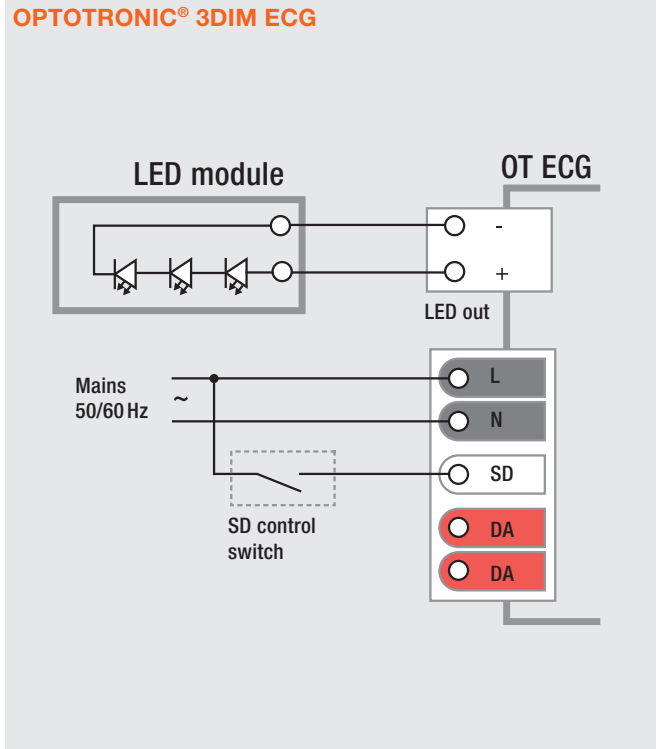 OPTOTRONIC® 3DIM ECG
LED module
OT ECG
-
+
LED out
Mains
50/60 Hz
~
L
N
SD
SD control
switch
DA
DA